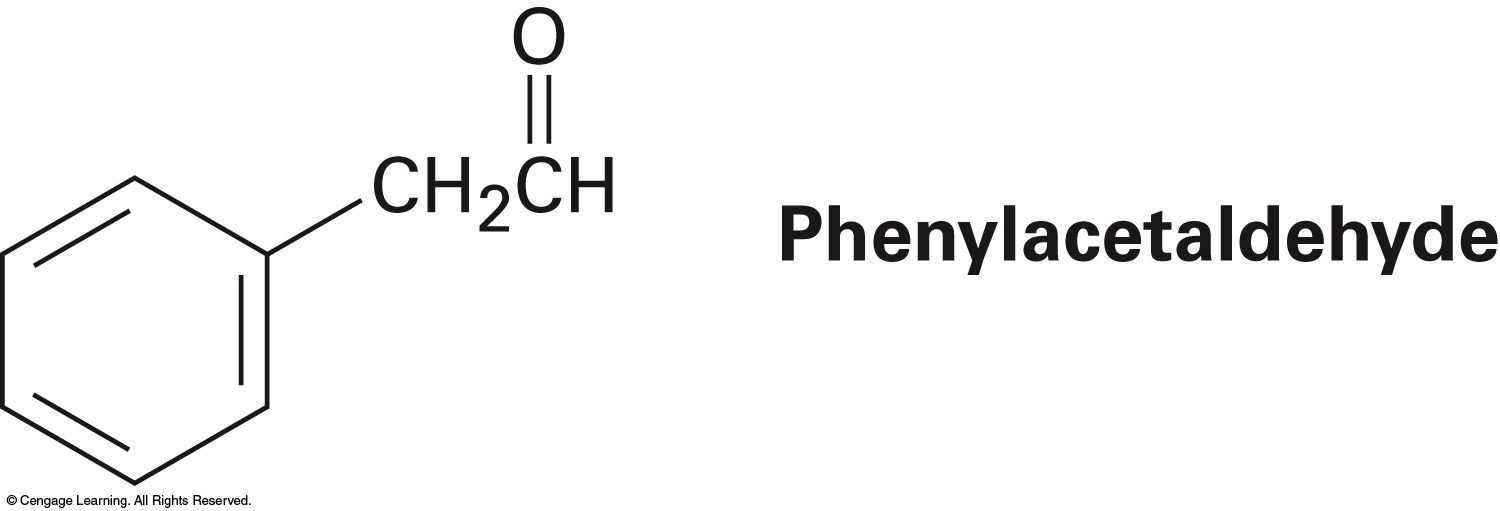 O
CH2CH
Phenylacetaldehyde
© Cengage Learning. All Rights Reserved.